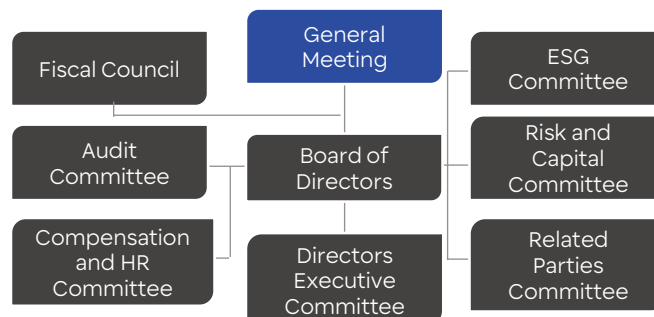 General
Meeting
Fiscal Council
ESG
Committee
Audit
Committee
Board of
Directors
Risk and
Capital
Committee
Compensation
and HR
Committee
Directors
Executive
Committee
Related
Parties
Committee